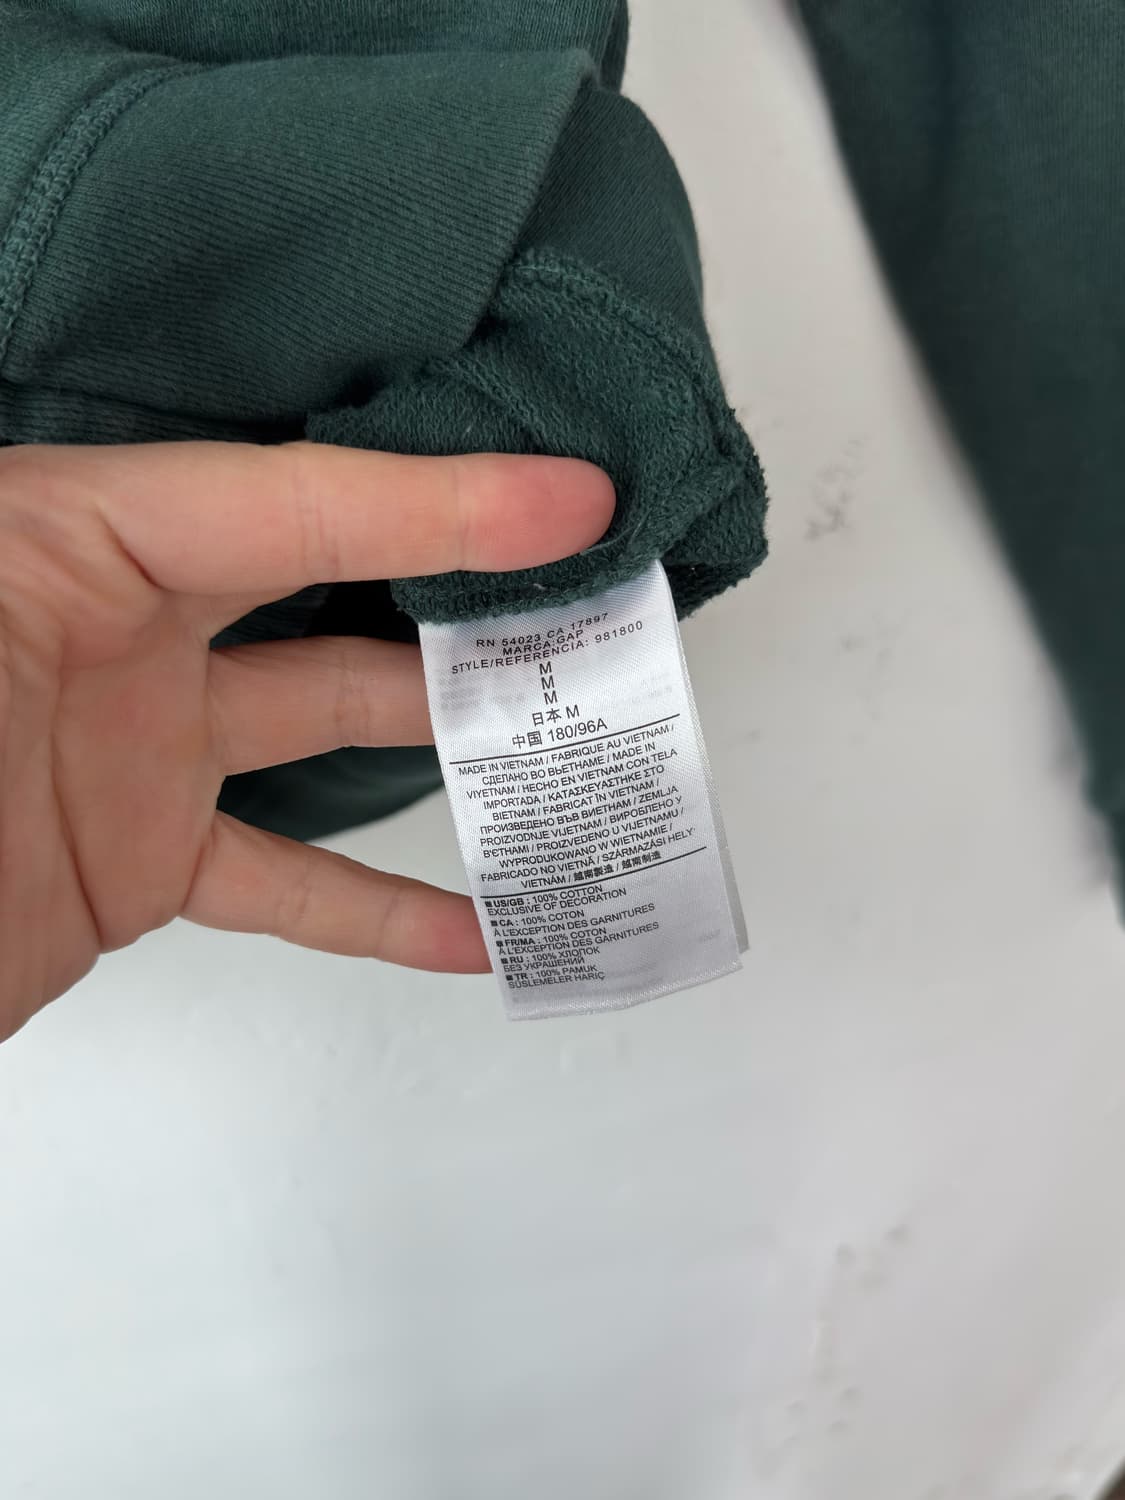 RN 54023 CA 17897
MARCA:GAP
STYLE/REFERENCIA: 981800
M
M
M
日本 M
中国 180/96A
MADE IN VIETNAM / FABRIQUE AU VIETNAM /
СДЕЛАНО ВО ВЬЕТНАМЕ / MADE IN
VIYETNAM / HECHO EN VIETNAM CON TELA
IMPORTADA / ΚΑΤΑΣΚΕΥΑΣΤΗΚΕ ΣΤΟ
ΒΙΕΤΝΑΜ / FABRICAT ÎN VIETNAM /
ПРОИЗВЕДЕНО ВЪВ ВИЕТНАМ / ZEMLJA
PROIZVODNJE VIJETNAM / ВИРОБЛЕНО У
В'ЄТНАМІ / PROIZVEDENO U VIJETNAMU /
WYPRODUKOWANO W WIETNAMIE /
FABRICADO NO VIETNÃ / SZÁRMAZÁSI HELY:
VIETNÁM / 越南製造 / 越南制造
■ US/GB : 100% COTTON
EXCLUSIVE OF DECORATION
■ CA : 100% COTON
À L'EXCEPTION DES GARNITURES
■ FR/MA : 100% COTON
À L'EXCEPTION DES GARNITURES
■ RU : 100% ХЛОПОК
БЕЗ УКРАШЕНИЙ
■ TR : 100% PAMUK
SÜSLEMELER HARİÇ